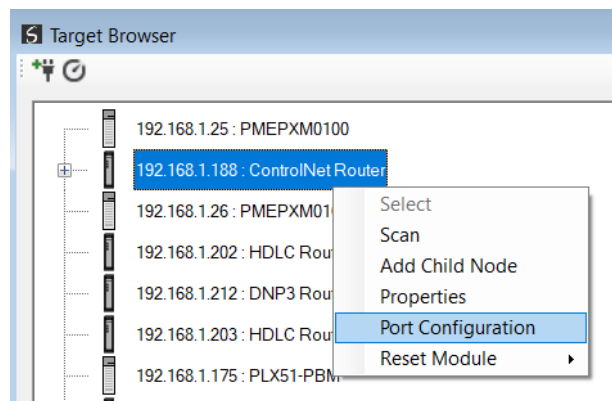 Target Browser
192.168.1.25 : PMEPXM0100
192.168.1.188 : ControlNet Router
192.168.1.26 : PMEPXM01
Select
Scan
192.168.1.202 : HDLC Rou
Add Child Node
192.168.1.212 : DNP3 Rou
Properties
192.168.1.203 : HDLC Rou
Port Configuration
Reset Module
192.168.1.175 : PLX51-PBM